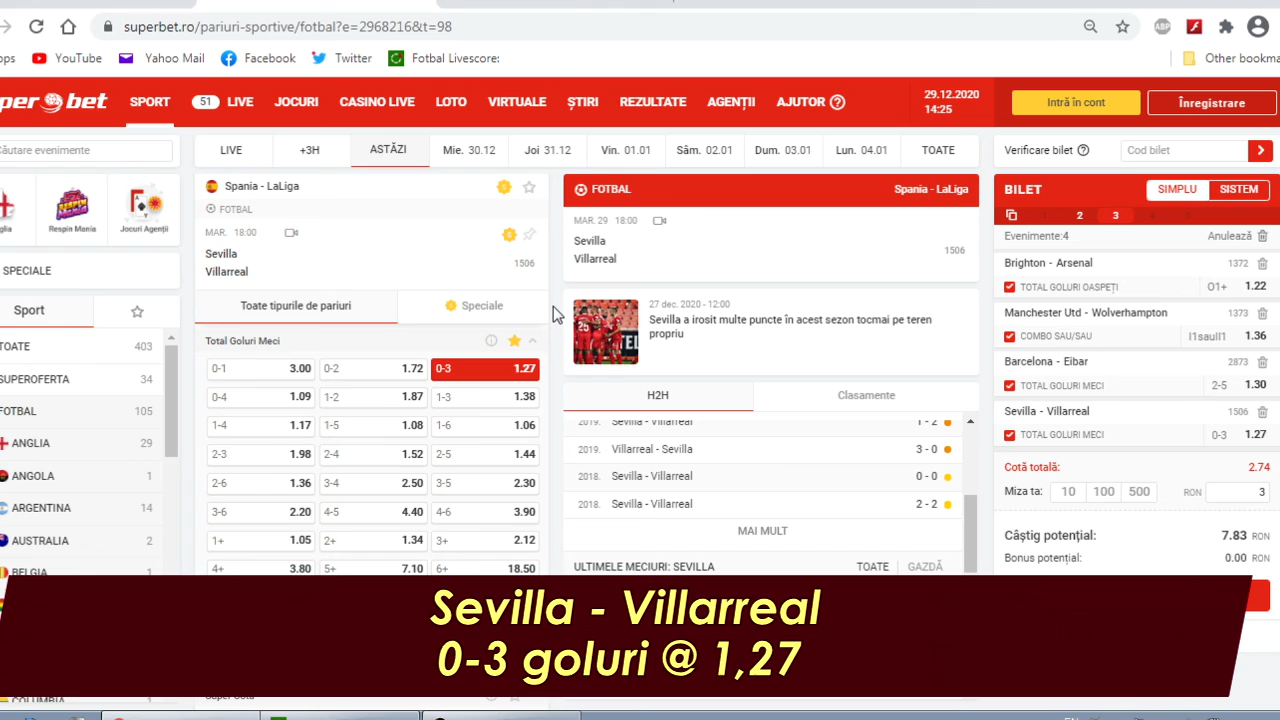 superbet.ro/pariuri-sportive/fotbal?e=2968216&t=98
YouTube
Yahoo Mail
Facebook
Twitter
Fotbal Livescore:
Other bookma
per bet
SPORT
51 LIVE
JOCURI
CASINO LIVE
LOTO
VIRTUALE
ȘTIRI
REZULTATE
AGENȚII
AJUTOR
29.12.2020
14:25
Intră în cont
Înregistrare
Căutare evenimente
LIVE
+3H
ASTĂZI
Mie. 30.12
Joi 31.12
Vin. 01.01
Sâm. 02.01
Dum. 03.01
Lun. 04.01
TOATE
Verificare bilet
Cod bilet
glia
Respin Mania
Jocuri Agenții
SPECIALE
Sport
TOATE 403
SUPEROFERTA 34
FOTBAL 105
ANGLIA 29
ANGOLA 1
ARGENTINA 14
AUSTRALIA 2
BELGIA
COLUMBIA
Spania - LaLiga
FOTBAL
MAR. 18:00
Sevilla
Villarreal
1506
Toate tipurile de pariuri
Speciale
Total Goluri Meci
0-1 3.00 0-2 1.72 0-3 1.27
0-4 1.09 1-2 1.87 1-3 1.38
1-4 1.17 1-5 1.08 1-6 1.06
2-3 1.98 2-4 1.52 2-5 1.44
2-6 1.36 3-4 2.50 3-5 2.30
3-6 2.20 4-5 4.40 4-6 3.90
1+ 1.05 2+ 1.34 3+ 2.12
4+ 3.80 5+ 7.10 6+ 18.50
FOTBAL
Spania - LaLiga
MAR. 29 18:00
Sevilla
Villarreal
1506
27 dec. 2020 - 12:00
Sevilla a irosit multe puncte în acest sezon tocmai pe teren
propriu
H2H
Clasamente
2019. Sevilla - Villarreal 1 - 2
2019. Villarreal - Sevilla 3 - 0
2018. Sevilla - Villarreal 0 - 0
2018. Sevilla - Villarreal 2 - 2
MAI MULT
ULTIMELE MECIURI: SEVILLA
TOATE
GAZDĂ
BILET
SIMPLU
SISTEM
2
3
Evenimente:4
Anulează
Brighton - Arsenal 1372
TOTAL GOLURI OASPEȚI O1+ 1.22
Manchester Utd - Wolverhampton 1373
COMBO SAU/SAU I1sauII1 1.36
Barcelona - Eibar 2873
TOTAL GOLURI MECI 2-5 1.30
Sevilla - Villarreal 1506
TOTAL GOLURI MECI 0-3 1.27
Cotă totală: 2.74
Miza ta: 10 100 500 RON 3
Câștig potențial: 7.83 RON
Bonus potențial: 0.00 RON
Sevilla - Villarreal
0-3 goluri @ 1,27